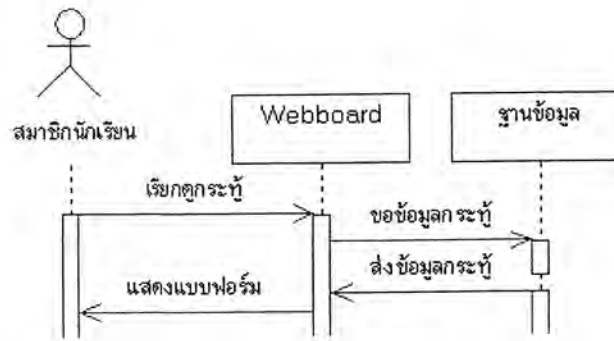 สมาชิกนักเรียน
Webboard
ฐานข้อมูล
เรียกดูกระทู้
ขอข้อมูลกระทู้
ส่งข้อมูลกระทู้
แสดงแบบฟอร์ม